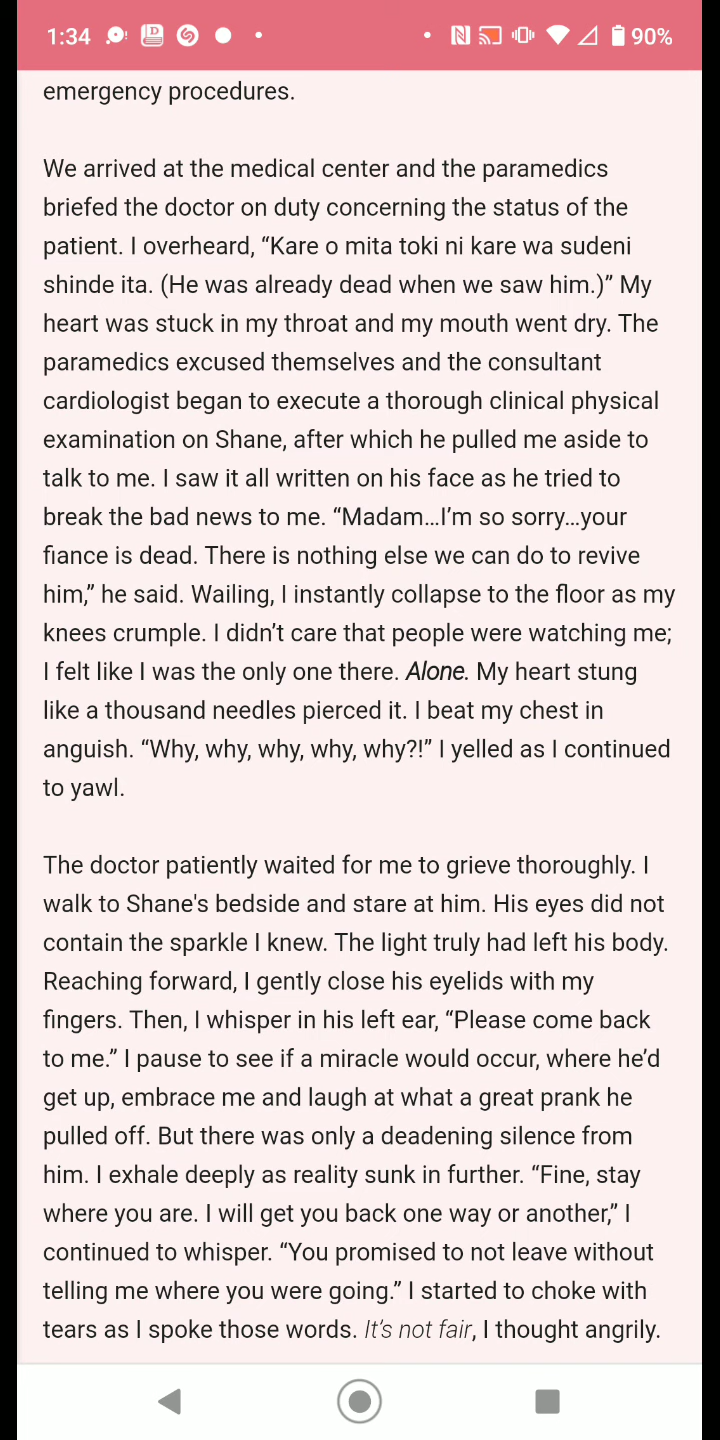 1:34
90%
emergency procedures.
We arrived at the medical center and the paramedics
briefed the doctor on duty concerning the status of the
patient. I overheard, “Kare o mita toki ni kare wa sudeni
shinde ita. (He was already dead when we saw him.)” My
heart was stuck in my throat and my mouth went dry. The
paramedics excused themselves and the consultant
cardiologist began to execute a thorough clinical physical
examination on Shane, after which he pulled me aside to
talk to me. I saw it all written on his face as he tried to
break the bad news to me. “Madam…I’m so sorry…your
fiance is dead. There is nothing else we can do to revive
him,” he said. Wailing, I instantly collapse to the floor as my
knees crumple. I didn’t care that people were watching me;
I felt like I was the only one there. Alone. My heart stung
like a thousand needles pierced it. I beat my chest in
anguish. “Why, why, why, why, why?!” I yelled as I continued
to yawl.
The doctor patiently waited for me to grieve thoroughly. I
walk to Shane's bedside and stare at him. His eyes did not
contain the sparkle I knew. The light truly had left his body.
Reaching forward, I gently close his eyelids with my
fingers. Then, I whisper in his left ear, “Please come back
to me.” I pause to see if a miracle would occur, where he’d
get up, embrace me and laugh at what a great prank he
pulled off. But there was only a deadening silence from
him. I exhale deeply as reality sunk in further. “Fine, stay
where you are. I will get you back one way or another,” I
continued to whisper. “You promised to not leave without
telling me where you were going.” I started to choke with
tears as I spoke those words. It’s not fair, I thought angrily.